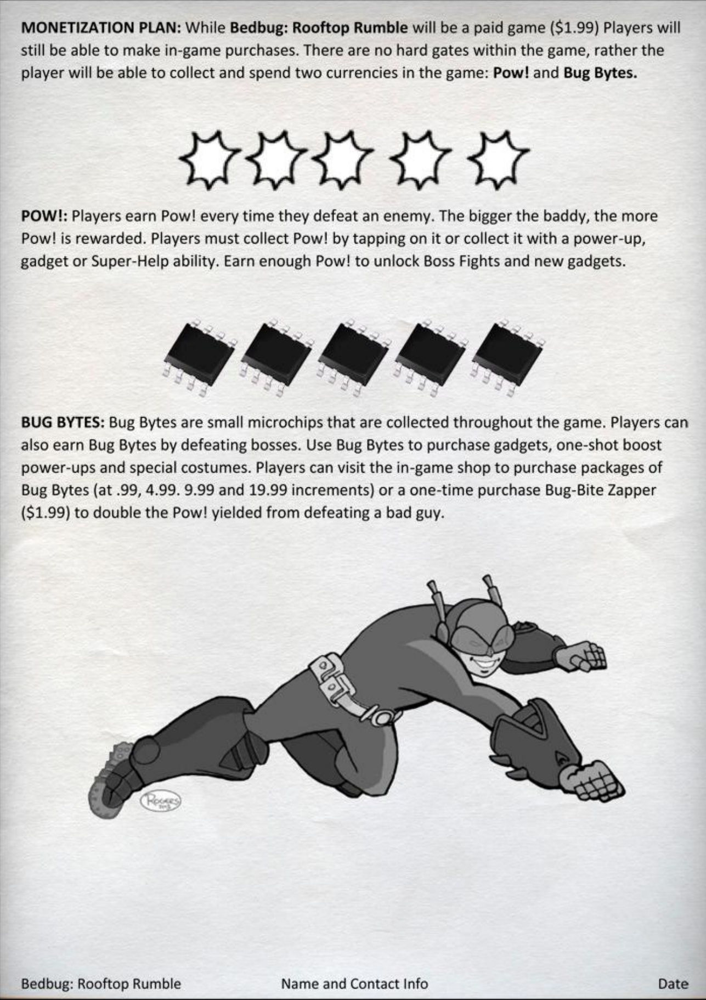 MONETIZATION PLAN: While Bedbug: Rooftop Rumble will be a paid game ($1.99) Players will
still be able to make in-game purchases. There are no hard gates within the game, rather the
player will be able to collect and spend two currencies in the game: Pow! and Bug Bytes.
POW!: Players earn Pow! every time they defeat an enemy. The bigger the baddy, the more
Pow! is rewarded. Players must collect Pow! by tapping on it or collect it with a power-up,
gadget or Super-Help ability. Earn enough Pow! to unlock Boss Fights and new gadgets.
BUG BYTES: Bug Bytes are small microchips that are collected throughout the game. Players can
also earn Bug Bytes by defeating bosses. Use Bug Bytes to purchase gadgets, one-shot boost
power-ups and special costumes. Players can visit the in-game shop to purchase packages of
Bug Bytes (at .99, 4.99. 9.99 and 19.99 increments) or a one-time purchase Bug-Bite Zapper
($1.99) to double the Pow! yielded from defeating a bad guy.
ROGERS
Bedbug: Rooftop Rumble Name and Contact Info Date